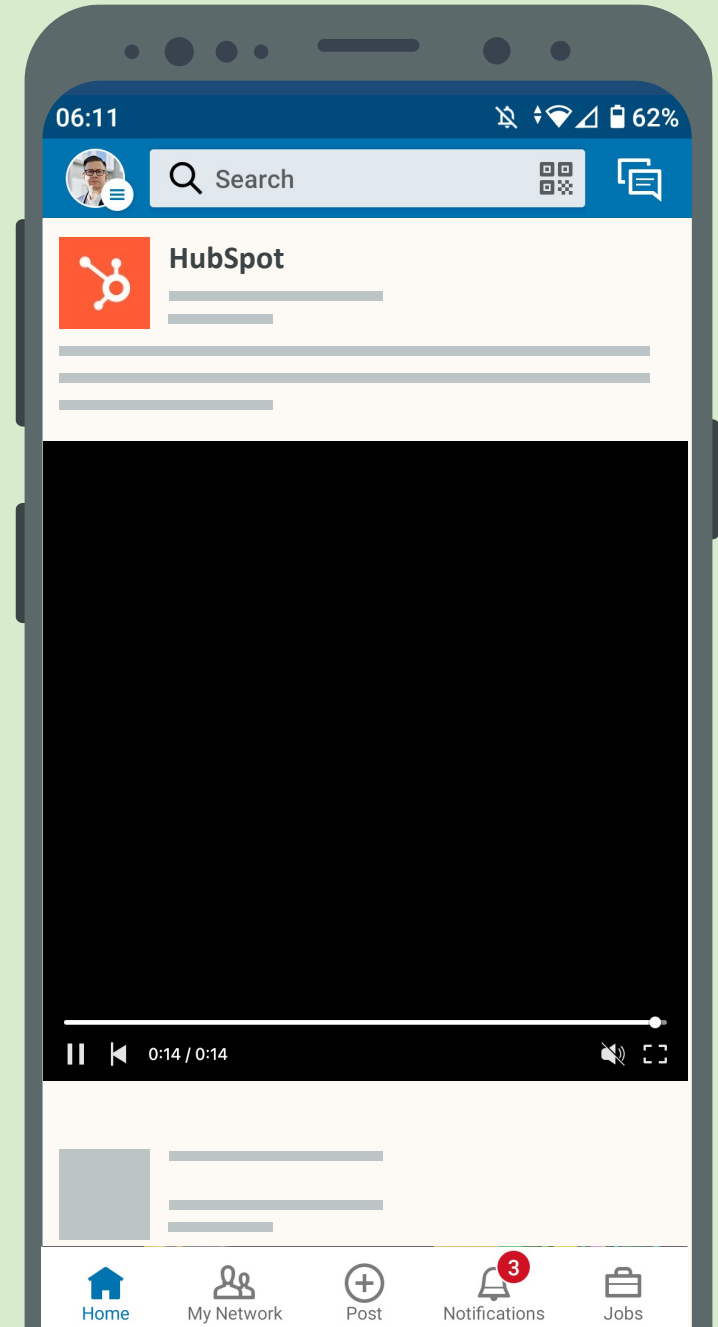 06:11
62%
Search
HubSpot
0:14 / 0:14
3
Home
My Network
Post
Notifications
Jobs